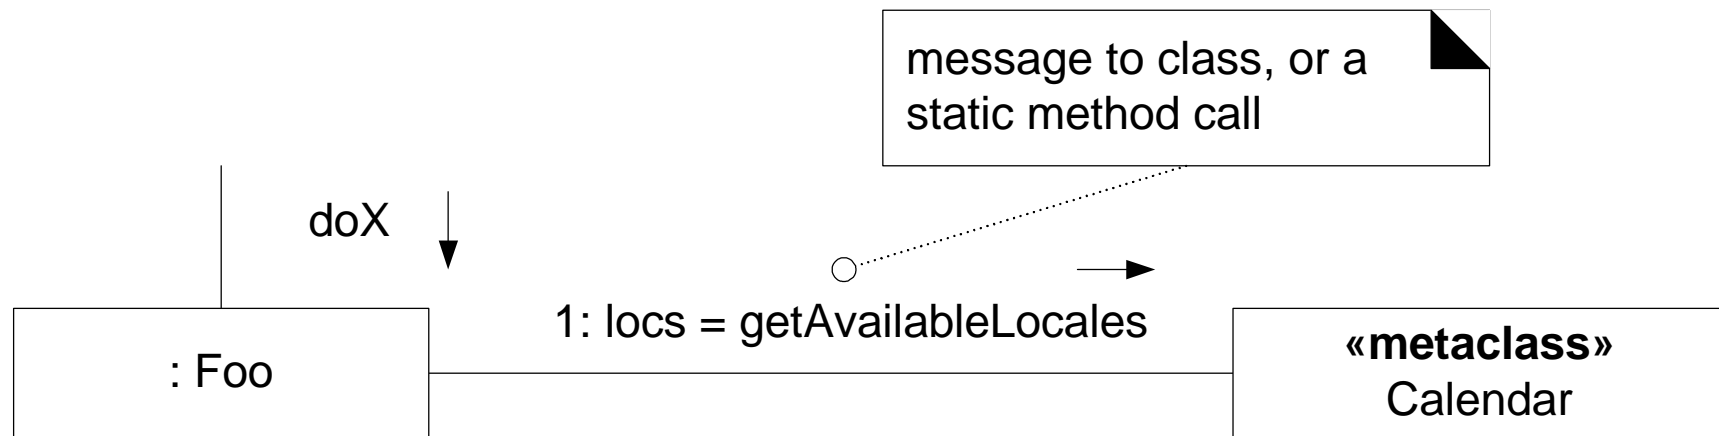 message to class, or a
static method call
doX
1: locs = getAvailableLocales
: Foo
«metaclass»
Calendar